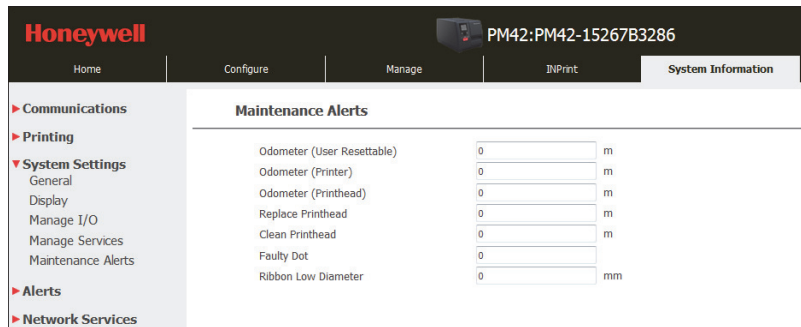 Honeywell
PM42:PM42-15267B3286
Home Configure Manage INPrint System Information
Communications
Printing
System Settings
General
Display
Manage I/O
Manage Services
Maintenance Alerts
Alerts
Network Services
Maintenance Alerts
Odometer (User Resettable) 0 m
Odometer (Printer) 0 m
Odometer (Printhead) 0 m
Replace Printhead 0 m
Clean Printhead 0 m
Faulty Dot 0
Ribbon Low Diameter 0 mm